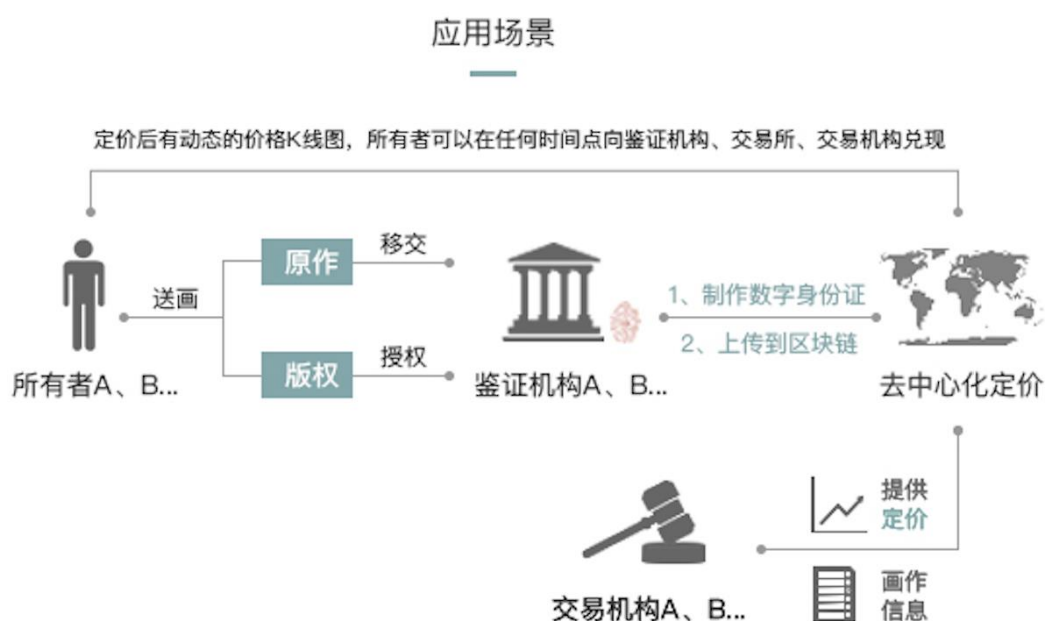 应用场景
定价后有动态的价格K线图，所有者可以在任何时间点向鉴证机构、交易所、交易机构兑现
送画
原作
移交
版权
授权
1、制作数字身份证
2、上传到区块链
所有者A、B...
鉴证机构A、B...
去中心化定价
提供
定价
画作
信息
交易机构A、B...